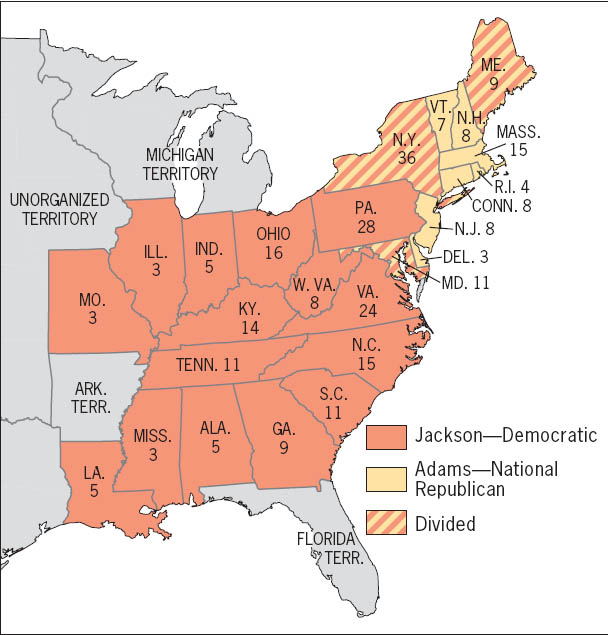 ME.
9
VT.
7
N.H.
8
N.Y.
36
MASS.
15
R.I. 4
CONN. 8
MICHIGAN
TERRITORY
UNORGANIZED
TERRITORY
PA.
28
N.J. 8
OHIO
16
ILL.
3
IND.
5
DEL. 3
MD. 11
W. VA.
8
VA.
24
MO.
3
KY.
14
N.C.
15
TENN. 11
ARK.
TERR.
S.C.
11
MISS.
3
ALA.
5
GA.
9
LA.
5
FLORIDA
TERR.
Jackson—Democratic
Adams—National
Republican
Divided